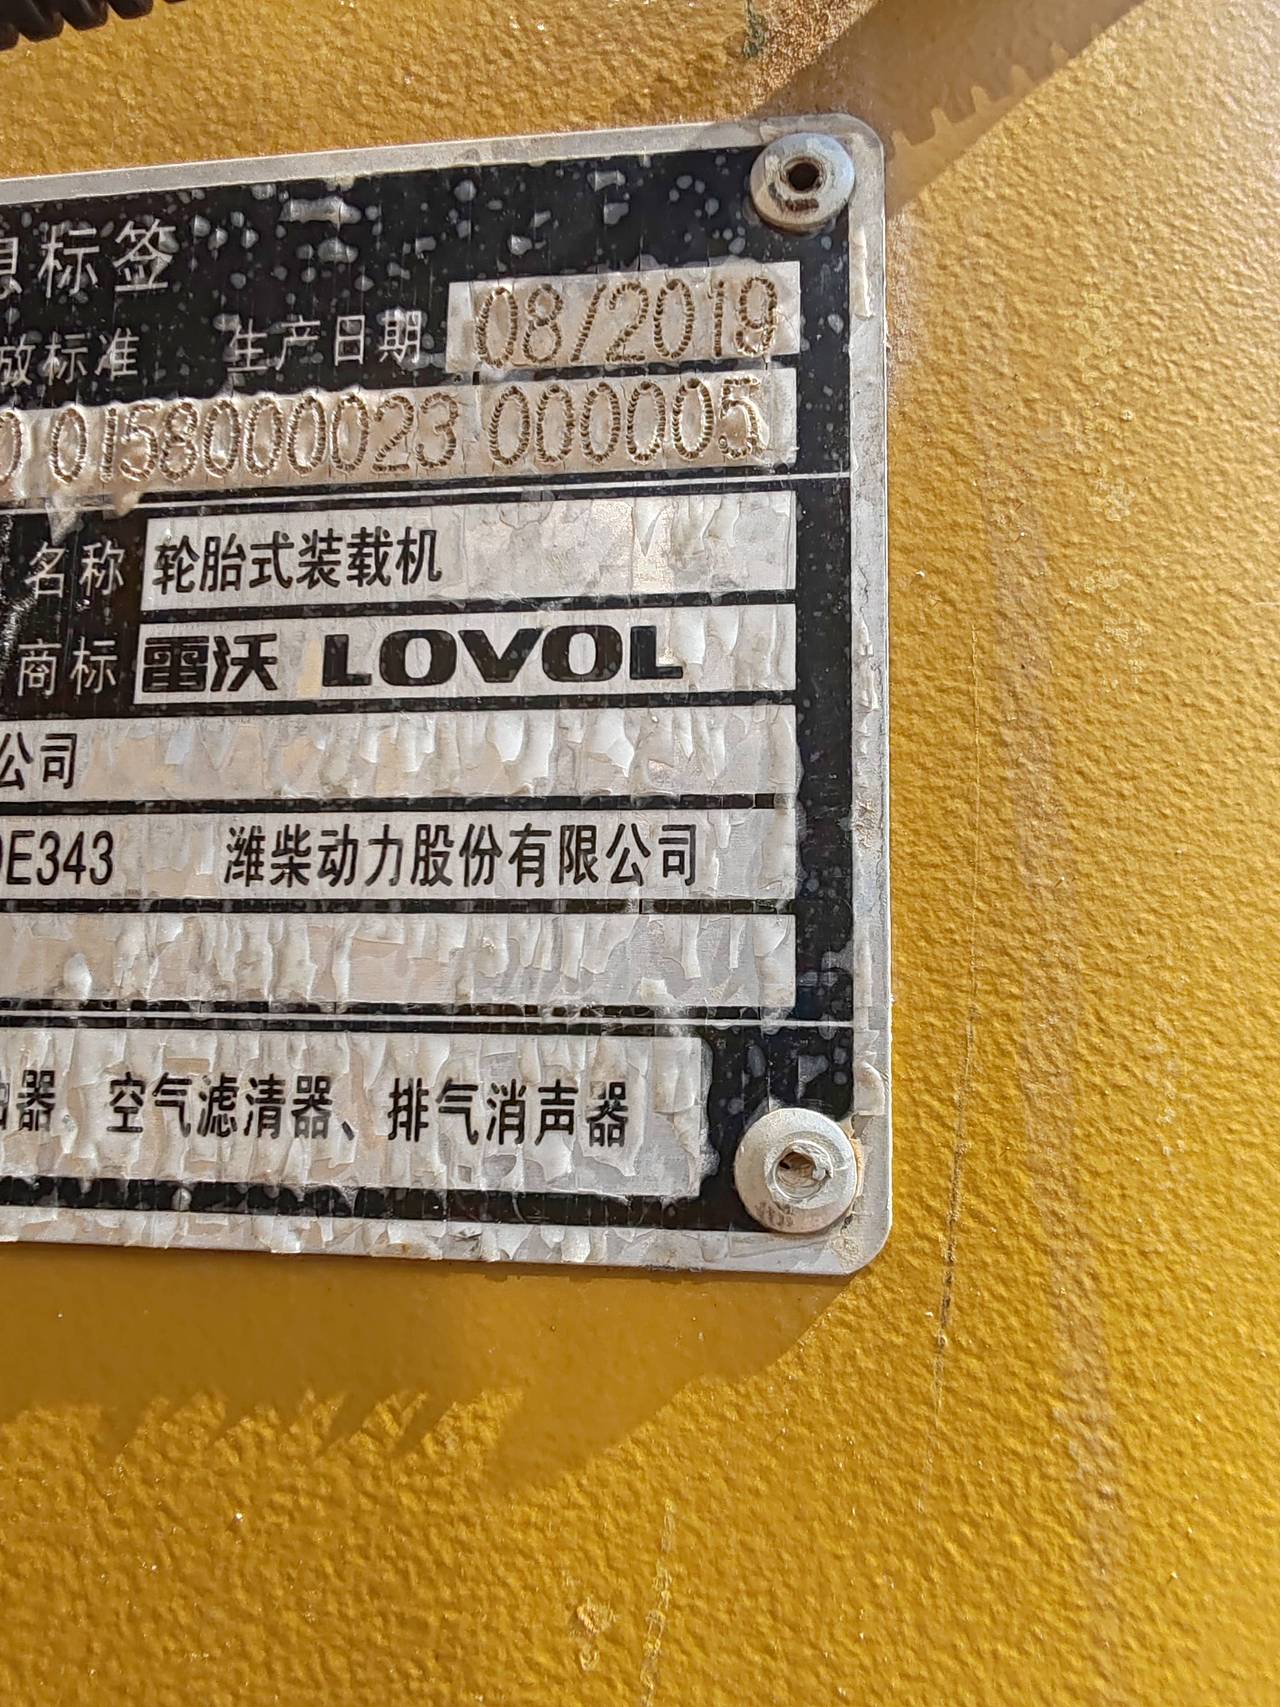 息标签
放标准 生产日期 08/2019
0 0158000023 000005
名称 轮胎式装载机
商标 雷沃 LOVOL
公司
DE343 潍柴动力股份有限公司
油器 空气滤清器、排气消声器